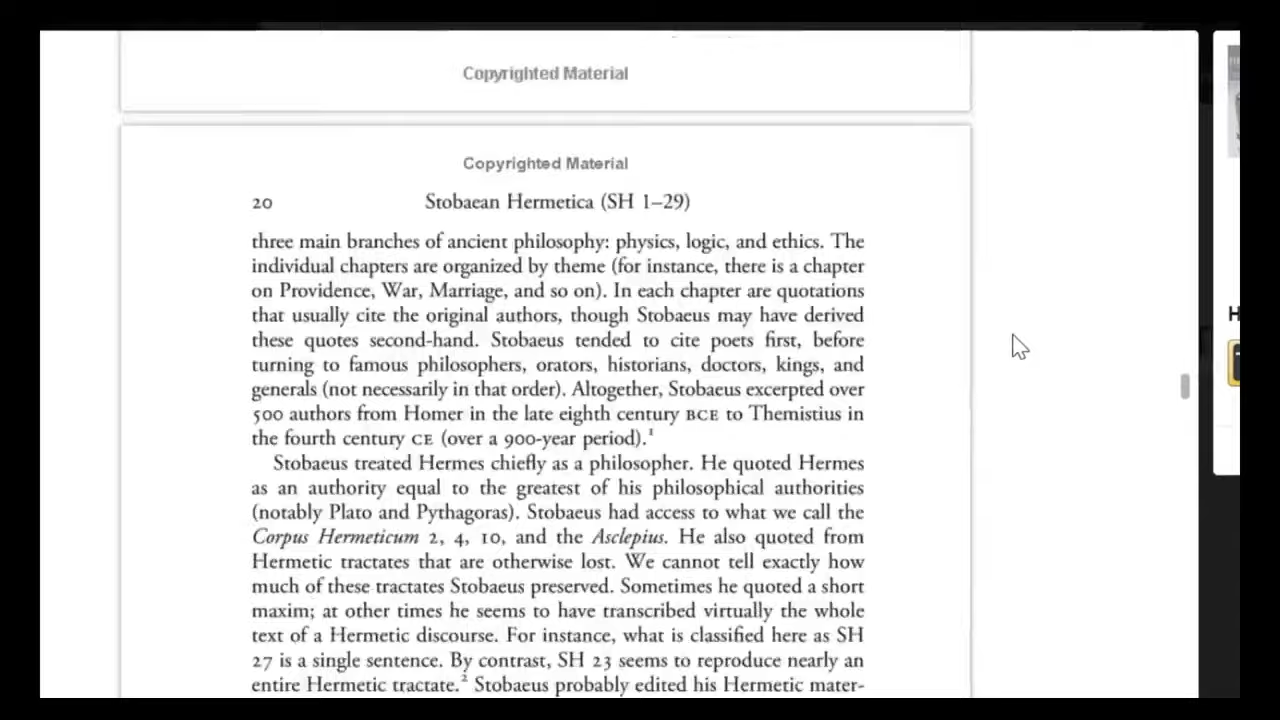 Copyrighted Material
Copyrighted Material
20 Stobaean Hermetica (SH 1–29)
three main branches of ancient philosophy: physics, logic, and ethics. The
individual chapters are organized by theme (for instance, there is a chapter
on Providence, War, Marriage, and so on). In each chapter are quotations
that usually cite the original authors, though Stobaeus may have derived
these quotes second-hand. Stobaeus tended to cite poets first, before
turning to famous philosophers, orators, historians, doctors, kings, and
generals (not necessarily in that order). Altogether, Stobaeus excerpted over
500 authors from Homer in the late eighth century BCE to Themistius in
the fourth century CE (over a 900-year period).¹
Stobaeus treated Hermes chiefly as a philosopher. He quoted Hermes
as an authority equal to the greatest of his philosophical authorities
(notably Plato and Pythagoras). Stobaeus had access to what we call the
Corpus Hermeticum 2, 4, 10, and the Asclepius. He also quoted from
Hermetic tractates that are otherwise lost. We cannot tell exactly how
much of these tractates Stobaeus preserved. Sometimes he quoted a short
maxim; at other times he seems to have transcribed virtually the whole
text of a Hermetic discourse. For instance, what is classified here as SH
27 is a single sentence. By contrast, SH 23 seems to reproduce nearly an
entire Hermetic tractate.² Stobaeus probably edited his Hermetic mater-
H